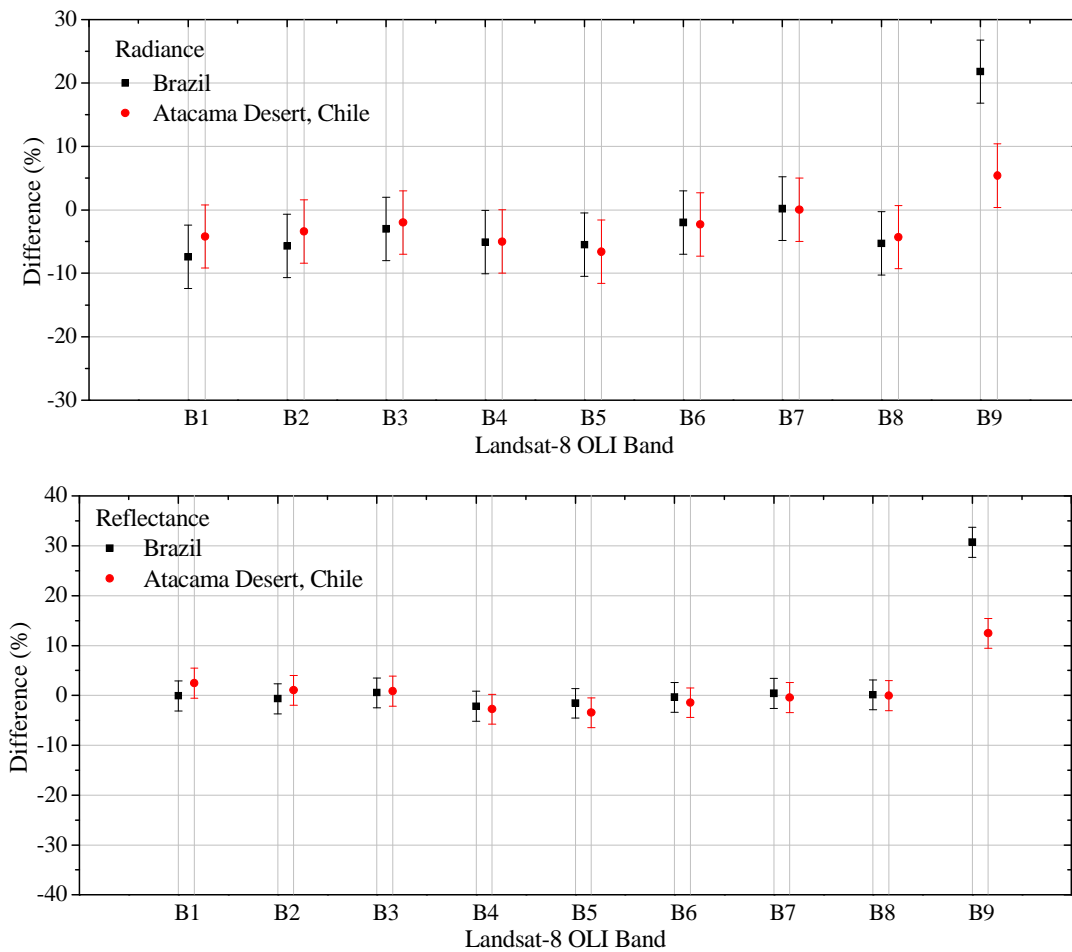 30
Radiance
Brazil
20
Atacama Desert, Chile
10
0
-10
-20
-30
Difference (%)
B1 B2 B3 B4 B5 B6 B7 B8 B9
Landsat-8 OLI Band
40
Reflectance
30
Brazil
Atacama Desert, Chile
20
10
0
-10
-20
-30
-40
Difference (%)
B1 B2 B3 B4 B5 B6 B7 B8 B9
Landsat-8 OLI Band